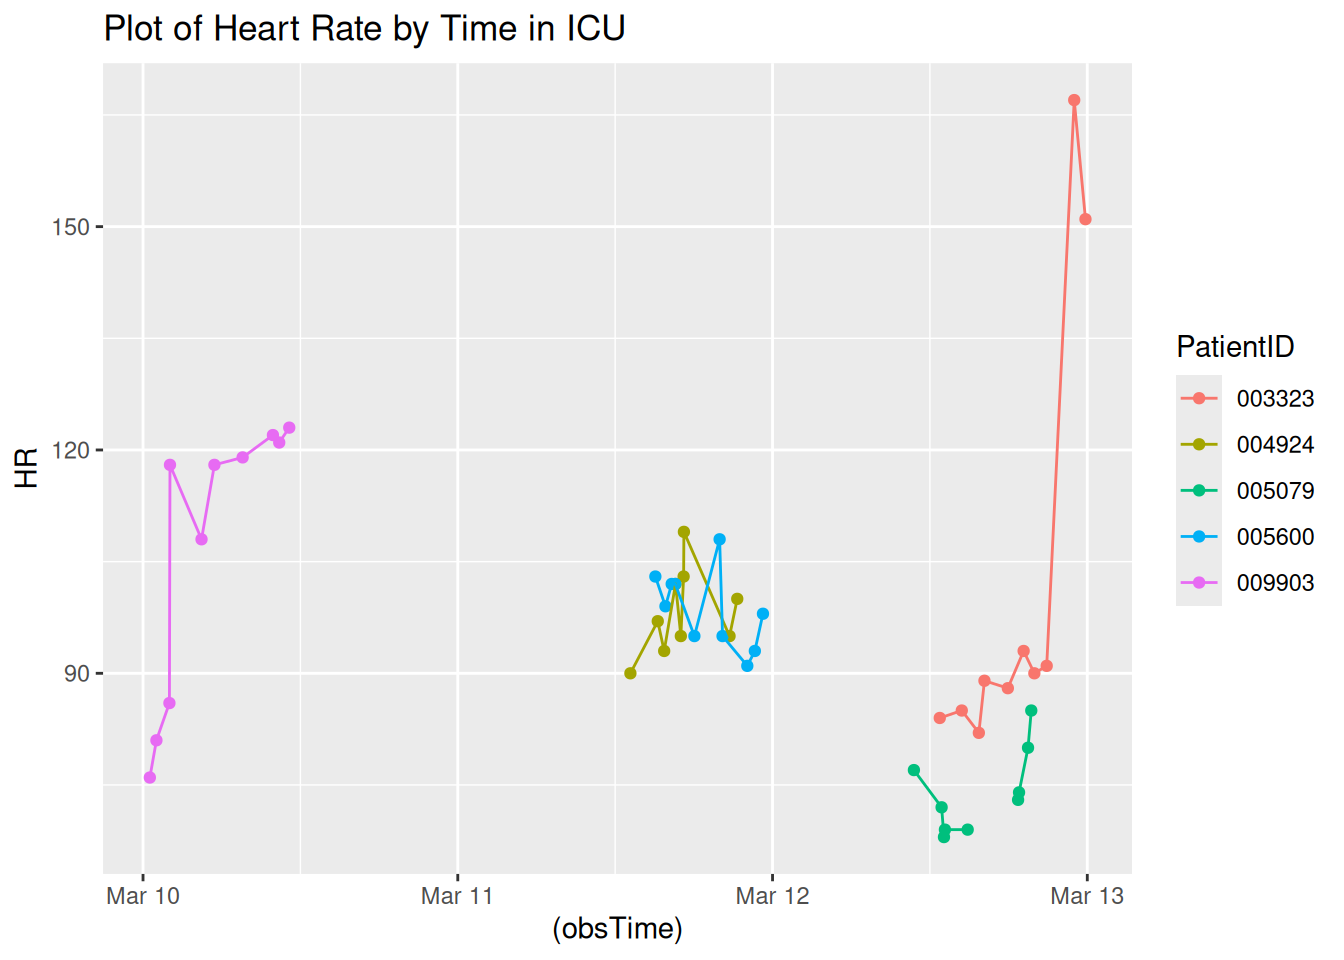 Plot of Heart Rate by Time in ICU
150
120
90
HR
Mar 10
Mar 11
Mar 12
Mar 13
(obsTime)
PatientID
003323
004924
005079
005600
009903